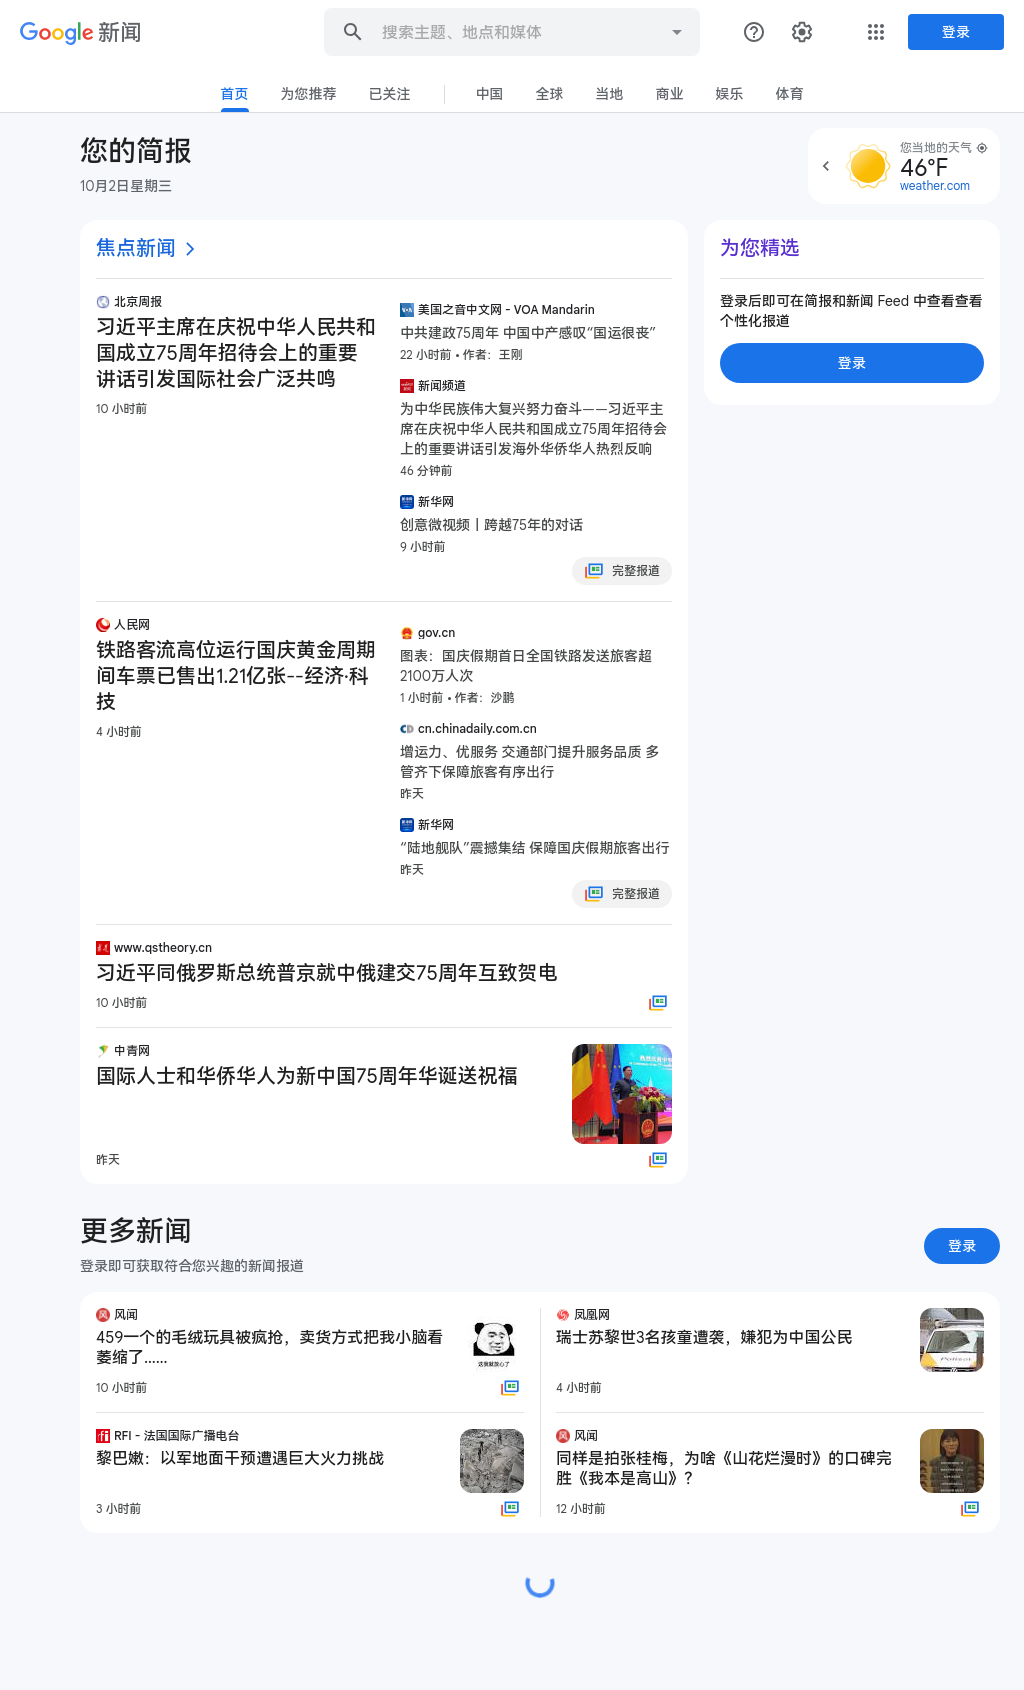 Google 新闻
搜索主题、地点和媒体
登录
首页
为您推荐
已关注
中国
全球
当地
商业
娱乐
体育
您的简报
10月2日星期三
您当地的天气
46°F
weather.com
焦点新闻
北京周报
习近平主席在庆祝中华人民共和
国成立75周年招待会上的重要
讲话引发国际社会广泛共鸣
10 小时前
美国之音中文网 - VOA Mandarin
中共建政75周年 中国中产感叹“国运很丧”
22 小时前 • 作者：王刚
新闻频道
为中华民族伟大复兴努力奋斗——习近平主
席在庆祝中华人民共和国成立75周年招待会
上的重要讲话引发海外华侨华人热烈反响
46 分钟前
新华网
创意微视频丨跨越75年的对话
9 小时前
完整报道
人民网
铁路客流高位运行国庆黄金周期
间车票已售出1.21亿张--经济·科
技
4 小时前
gov.cn
图表：国庆假期首日全国铁路发送旅客超
2100万人次
1 小时前 • 作者：沙鹏
cn.chinadaily.com.cn
增运力、优服务 交通部门提升服务品质 多
管齐下保障旅客有序出行
昨天
新华网
“陆地舰队”震撼集结 保障国庆假期旅客出行
昨天
完整报道
www.qstheory.cn
习近平同俄罗斯总统普京就中俄建交75周年互致贺电
10 小时前
中青网
国际人士和华侨华人为新中国75周年华诞送祝福
昨天
为您精选
登录后即可在简报和新闻 Feed 中查看查看
个性化报道
登录
更多新闻
登录即可获取符合您兴趣的新闻报道
登录
风闻
459一个的毛绒玩具被疯抢，卖货方式把我小脑看
萎缩了……
10 小时前
这我就放心了
凤凰网
瑞士苏黎世3名孩童遭袭，嫌犯为中国公民
4 小时前
Polizei
RFI - 法国国际广播电台
黎巴嫩：以军地面干预遭遇巨大火力挑战
3 小时前
风闻
同样是拍张桂梅，为啥《山花烂漫时》的口碑完
胜《我本是高山》？
12 小时前